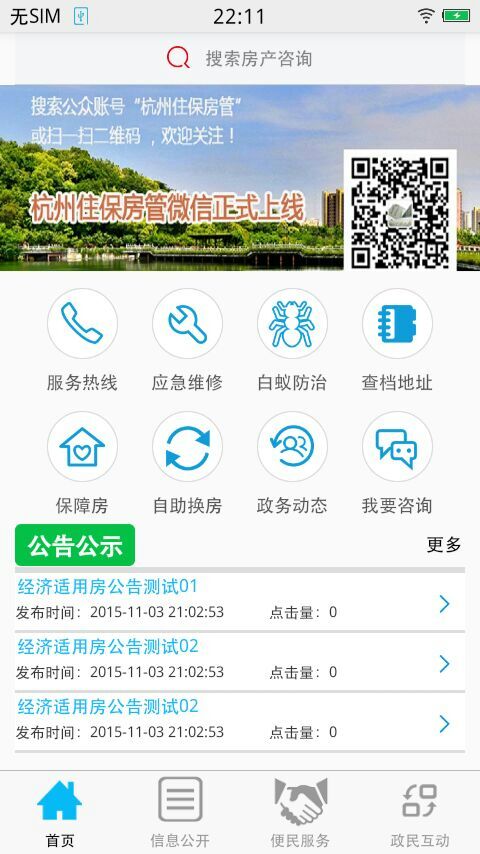 无SIM
22:11
搜索房产咨询
搜索公众账号“杭州住保房管”
或扫一扫二维码，欢迎关注！
杭州住保房管微信正式上线
服务热线 应急维修 白蚁防治 查档地址
保障房 自助换房 政务动态 我要咨询
公告公示
更多
经济适用房公告测试01
发布时间：2015-11-03 21:02:53 点击量：0
经济适用房公告测试02
发布时间：2015-11-03 21:02:53 点击量：0
经济适用房公告测试02
发布时间：2015-11-03 21:02:53 点击量：0
首页 信息公开 便民服务 政民互动